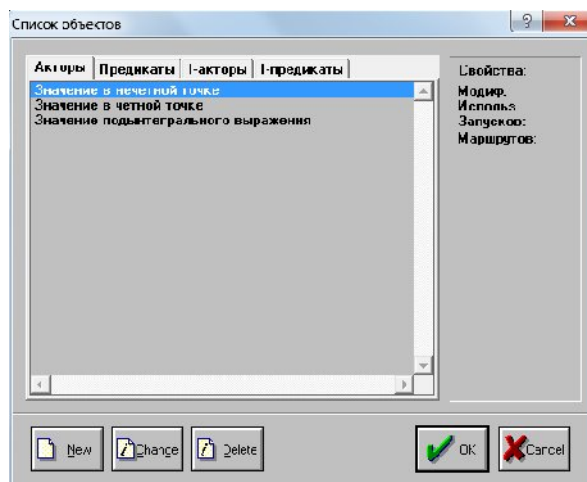 Список объектов
?
Акторы Предикаты I-акторы I-предикаты
Значение в нечетной точке
Значение в четной точке
Значение подынтегрального выражения
Свойства:
Модиф.
Использ.
Запусков:
Маршрутов:
New Change Delete OK Cancel